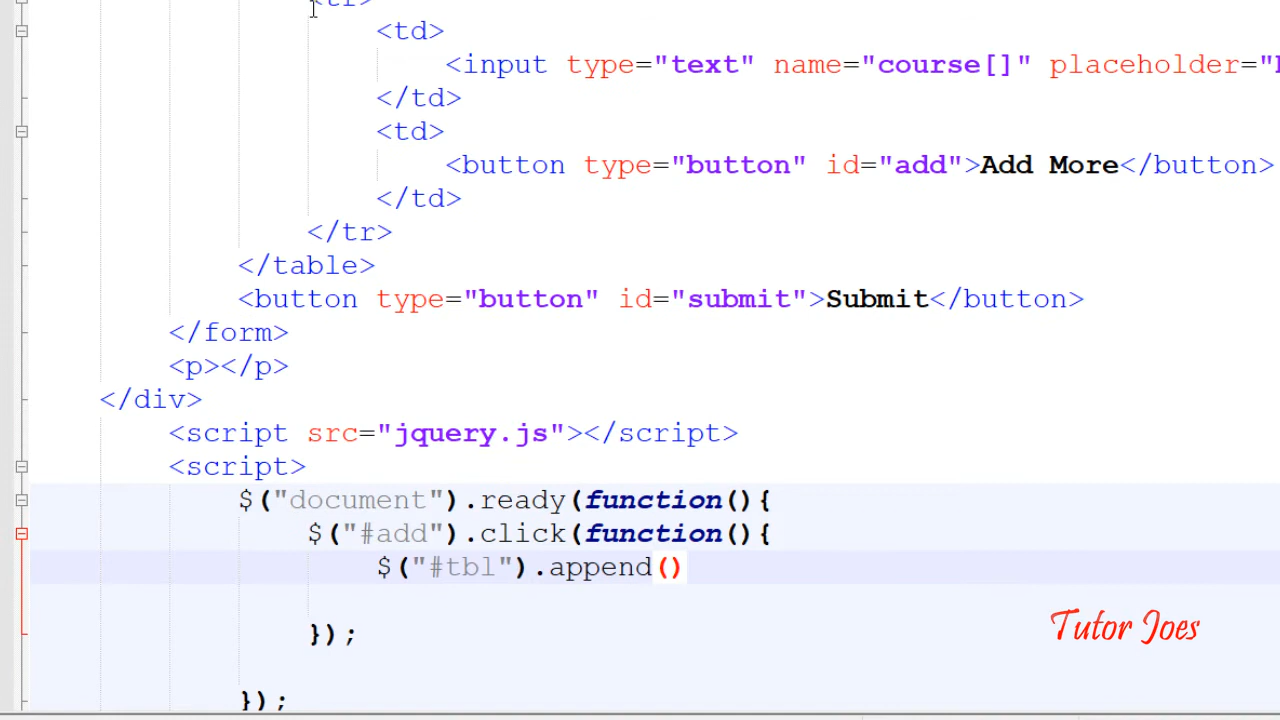 <tr>
<td>
<input type="text" name="course[]" placeholder="
</td>
<td>
<button type="button" id="add">Add More</button>
</td>
</tr>
</table>
<button type="button" id="submit">Submit</button>
</form>
<p></p>
</div>
<script src="jquery.js"></script>
<script>
$("document").ready(function(){
$("#add").click(function(){
$("#tbl").append()
});
});
Tutor Joes